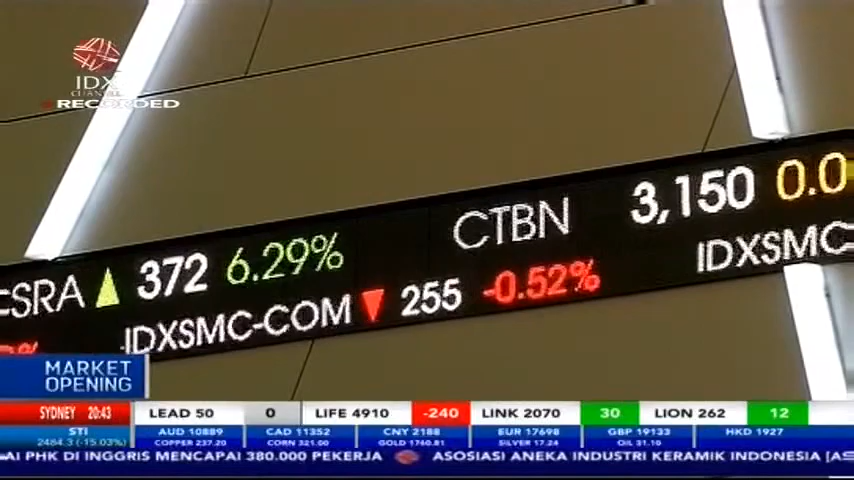 IDX
CHANNEL
RECORDED
CSRA ▲ 372 6.29% CTBN 3,150 0.0
IDXSMC-COM ▼ 255 -0.52% IDXSMC
MARKET
OPENING
SYDNEY 20:43 LEAD 50 0 LIFE 4910 -240 LINK 2070 30 LION 262 12
STI AUD 10889 CAD 11352 CNY 2188 EUR 17698 GBP 19133 HKD 1927
2484.3 (-15.03%) COPPER 237.20 CORN 321.00 GOLD 1760.81 SILVER 17.24 OIL 31.10
AI PHK DI INGGRIS MENCAPAI 380.000 PEKERJA ASOSIASI ANEKA INDUSTRI KERAMIK INDONESIA